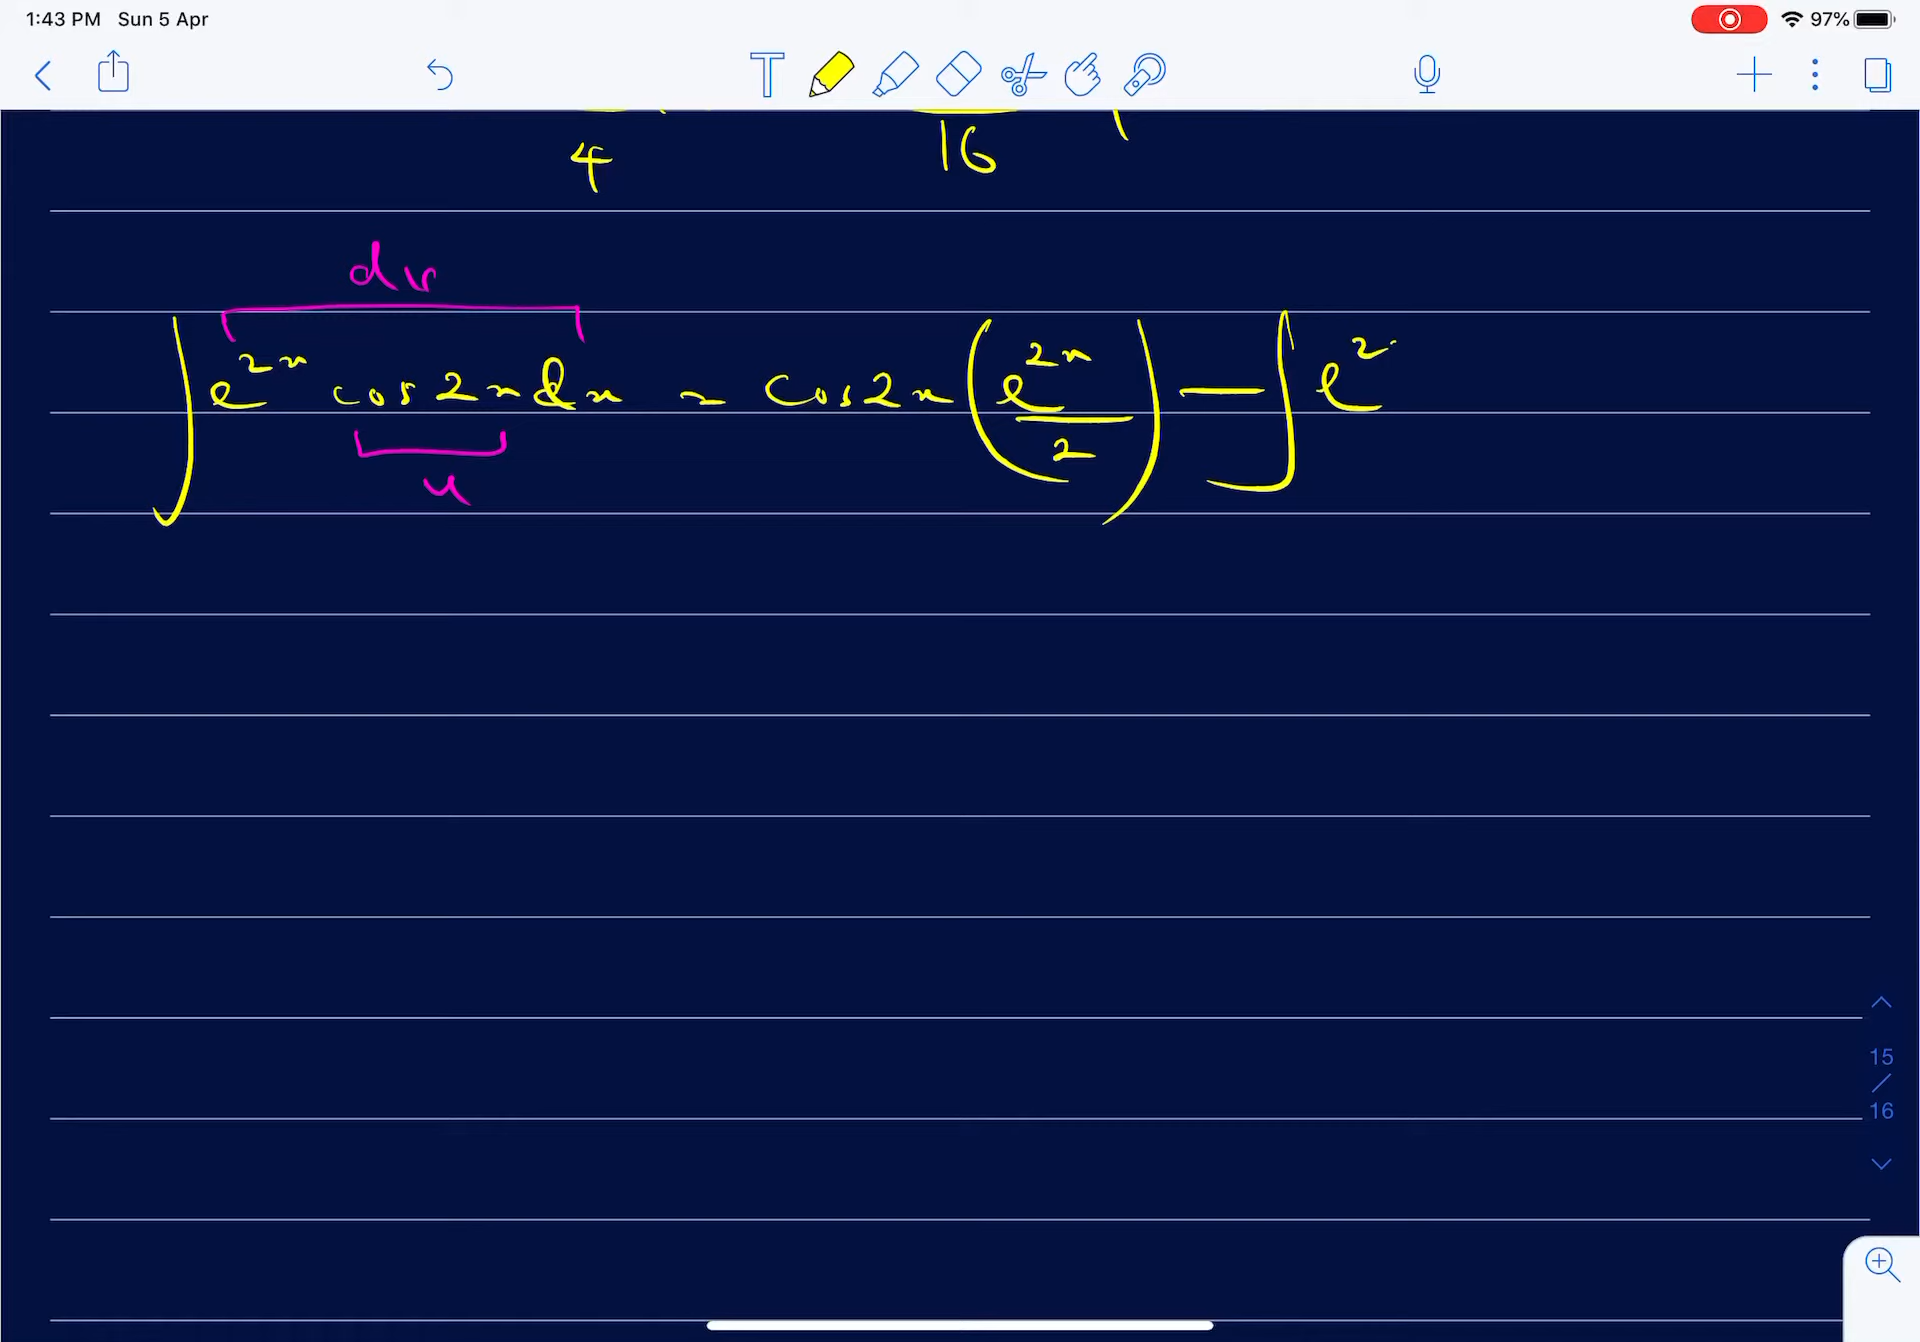 1:43 PM Sun 5 Apr 97%
T
4 16
dv
∫ e^{2x} cos 2x dx = cos 2x (e^{2x}/2) − ∫ e^{2
u
15
/
16